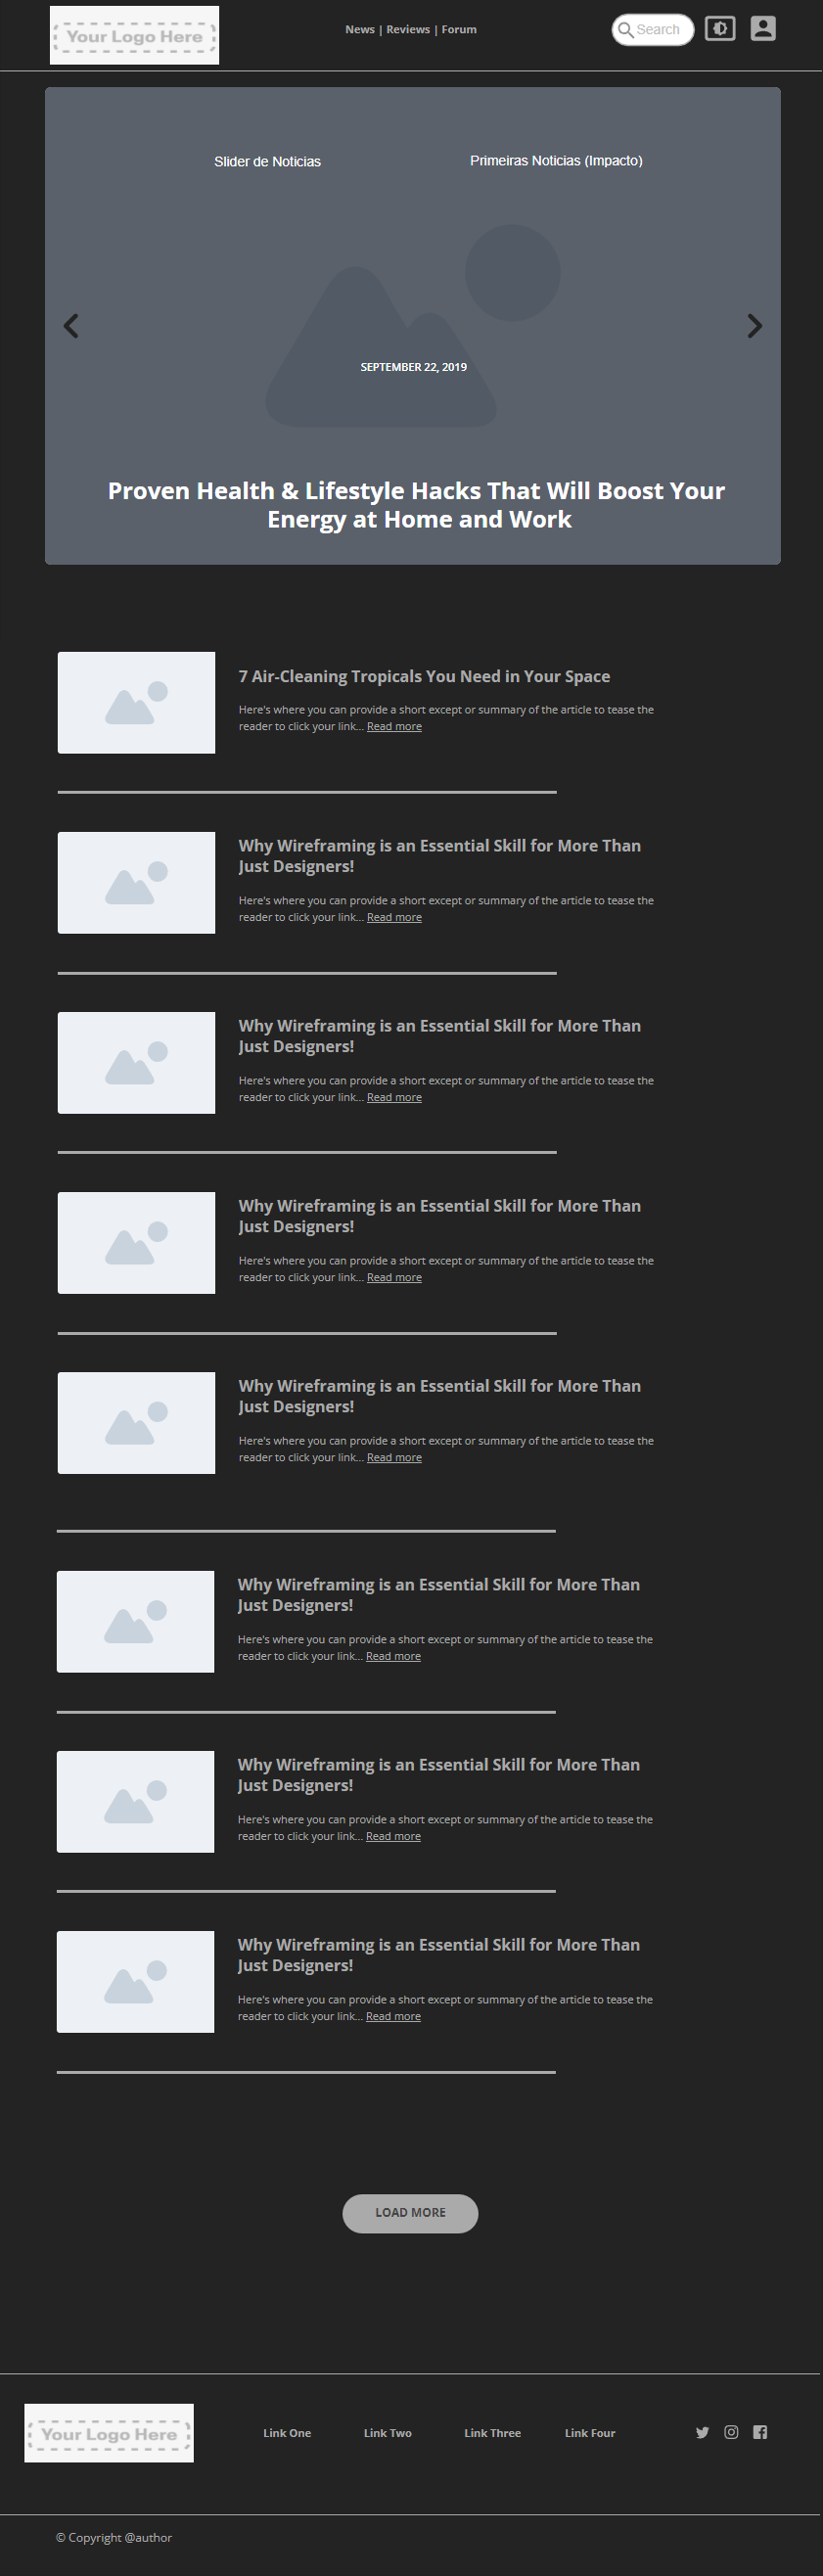 Your Logo Here
News | Reviews | Forum
Search
Slider de Noticias
Primeiras Noticias (Impacto)
SEPTEMBER 22, 2019
Proven Health & Lifestyle Hacks That Will Boost Your
Energy at Home and Work
7 Air-Cleaning Tropicals You Need in Your Space
Here's where you can provide a short except or summary of the article to tease the
reader to click your link... Read more
Why Wireframing is an Essential Skill for More Than
Just Designers!
Here's where you can provide a short except or summary of the article to tease the
reader to click your link... Read more
Why Wireframing is an Essential Skill for More Than
Just Designers!
Here's where you can provide a short except or summary of the article to tease the
reader to click your link... Read more
Why Wireframing is an Essential Skill for More Than
Just Designers!
Here's where you can provide a short except or summary of the article to tease the
reader to click your link... Read more
Why Wireframing is an Essential Skill for More Than
Just Designers!
Here's where you can provide a short except or summary of the article to tease the
reader to click your link... Read more
Why Wireframing is an Essential Skill for More Than
Just Designers!
Here's where you can provide a short except or summary of the article to tease the
reader to click your link... Read more
Why Wireframing is an Essential Skill for More Than
Just Designers!
Here's where you can provide a short except or summary of the article to tease the
reader to click your link... Read more
Why Wireframing is an Essential Skill for More Than
Just Designers!
Here's where you can provide a short except or summary of the article to tease the
reader to click your link... Read more
LOAD MORE
Your Logo Here
Link One
Link Two
Link Three
Link Four
© Copyright @author